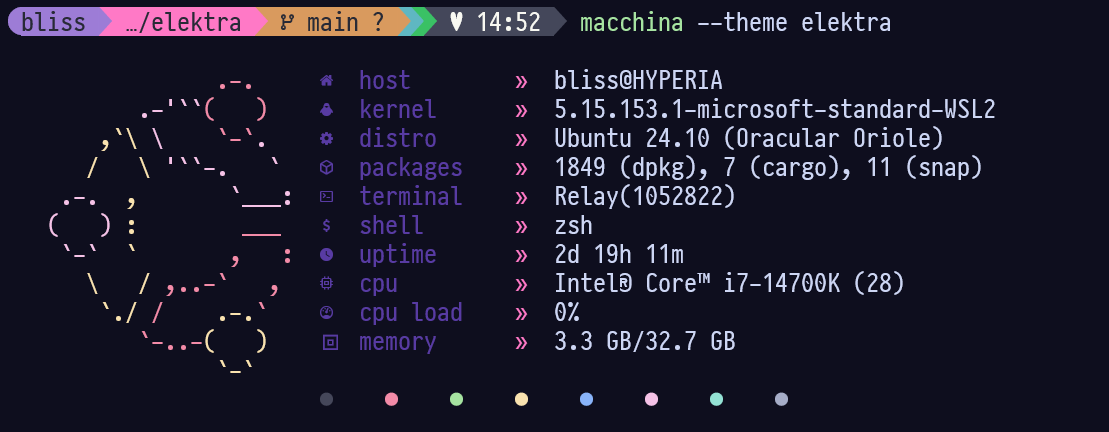 bliss …/elektra main ? 14:52 macchina --theme elektra
host » bliss@HYPERIA
kernel » 5.15.153.1-microsoft-standard-WSL2
distro » Ubuntu 24.10 (Oracular Oriole)
packages » 1849 (dpkg), 7 (cargo), 11 (snap)
terminal » Relay(1052822)
$ shell » zsh
uptime » 2d 19h 11m
cpu » Intel® Core™ i7-14700K (28)
cpu load » 0%
memory » 3.3 GB/32.7 GB